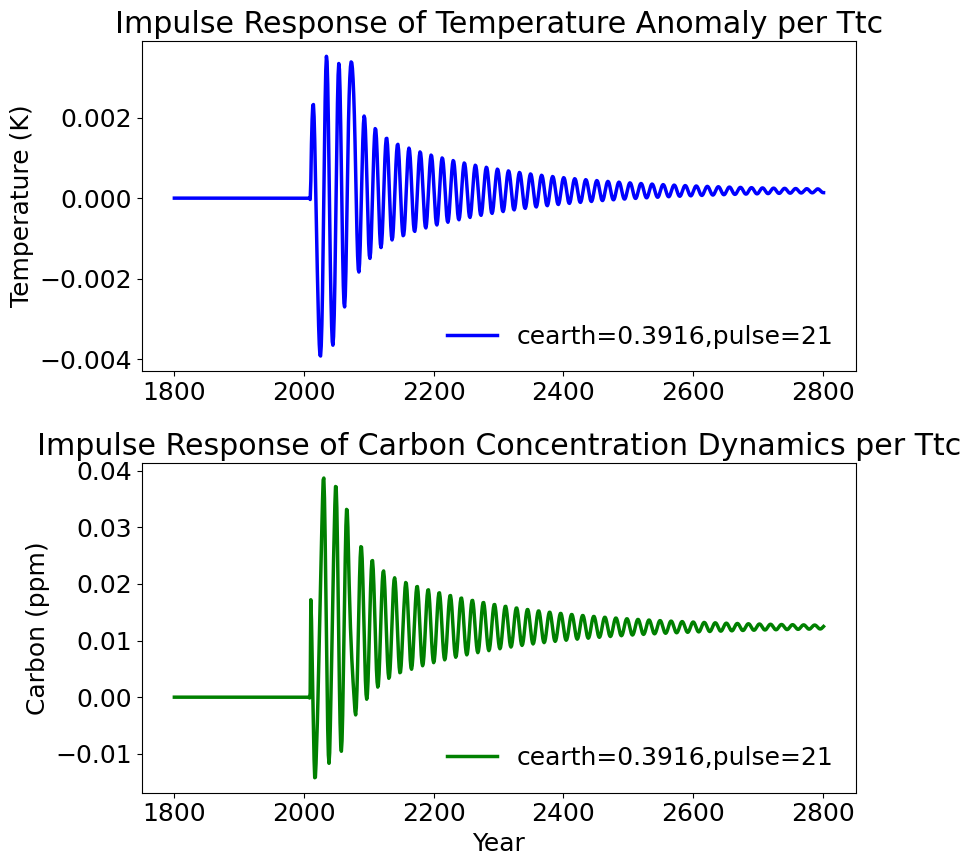 Impulse Response of Temperature Anomaly per Ttc
Temperature (K)
0.002
0.000
−0.002
−0.004
cearth=0.3916,pulse=21
1800 2000 2200 2400 2600 2800
Impulse Response of Carbon Concentration Dynamics per Ttc
Carbon (ppm)
0.04
0.03
0.02
0.01
0.00
−0.01
cearth=0.3916,pulse=21
1800 2000 2200 2400 2600 2800
Year